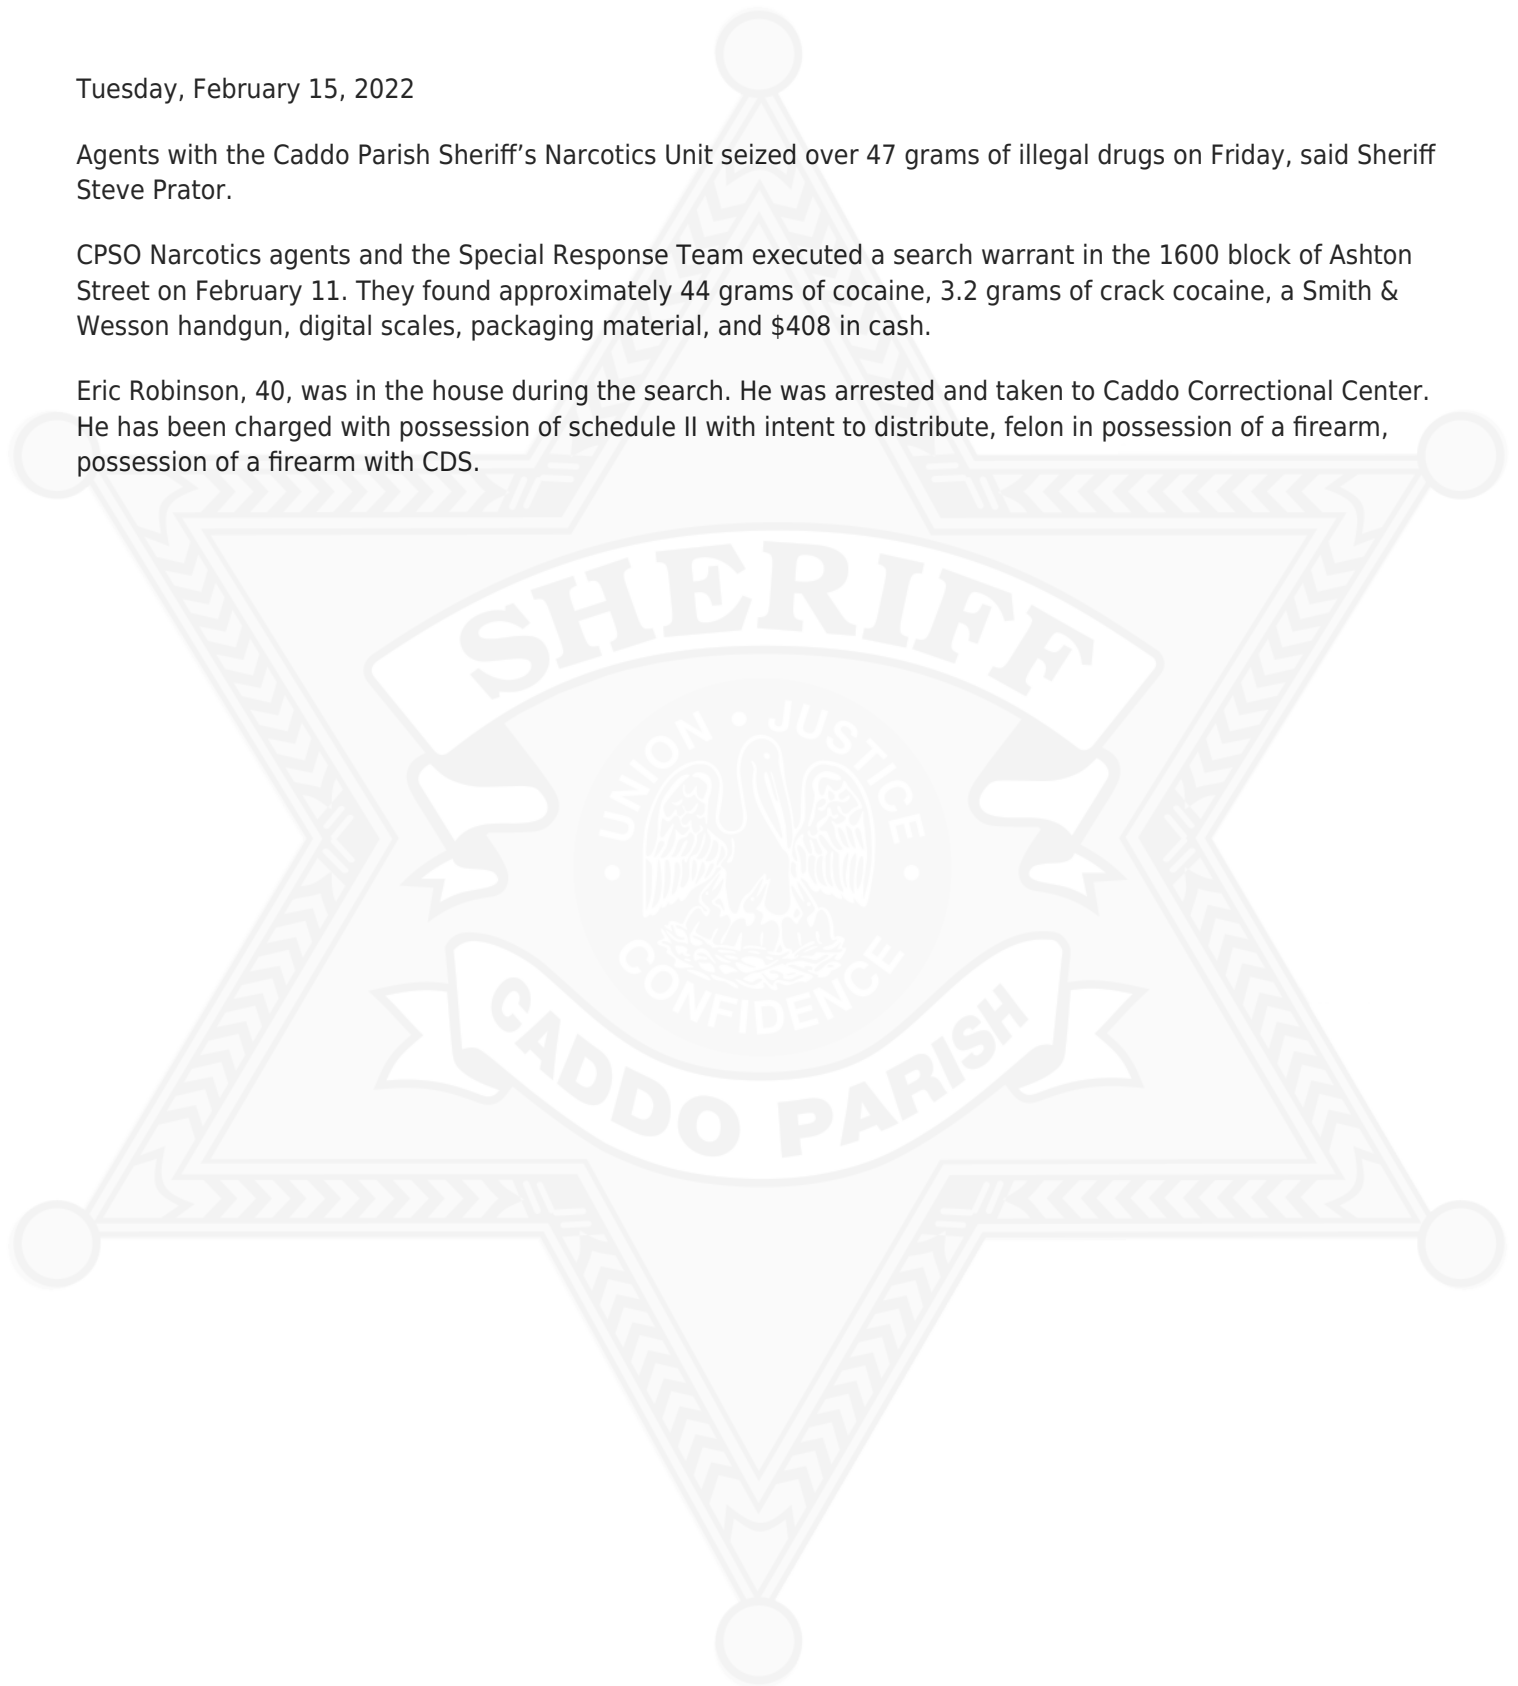 Tuesday, February 15, 2022
Agents with the Caddo Parish Sheriff’s Narcotics Unit seized over 47 grams of illegal drugs on Friday, said Sheriff
Steve Prator.
CPSO Narcotics agents and the Special Response Team executed a search warrant in the 1600 block of Ashton
Street on February 11. They found approximately 44 grams of cocaine, 3.2 grams of crack cocaine, a Smith &
Wesson handgun, digital scales, packaging material, and $408 in cash.
Eric Robinson, 40, was in the house during the search. He was arrested and taken to Caddo Correctional Center.
He has been charged with possession of schedule II with intent to distribute, felon in possession of a firearm,
possession of a firearm with CDS.
SHERIFF
UNION • JUSTICE
• CONFIDENCE •
CADDO PARISH